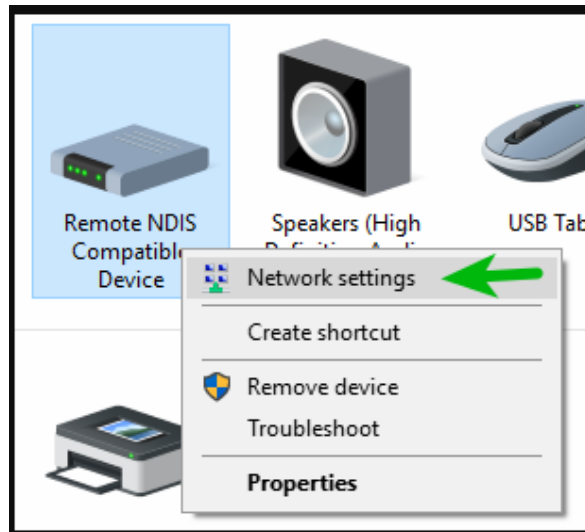 Remote NDIS
Compatible
Device
Speakers (High
USB Tab
Network settings
Create shortcut
Remove device
Troubleshoot
Properties